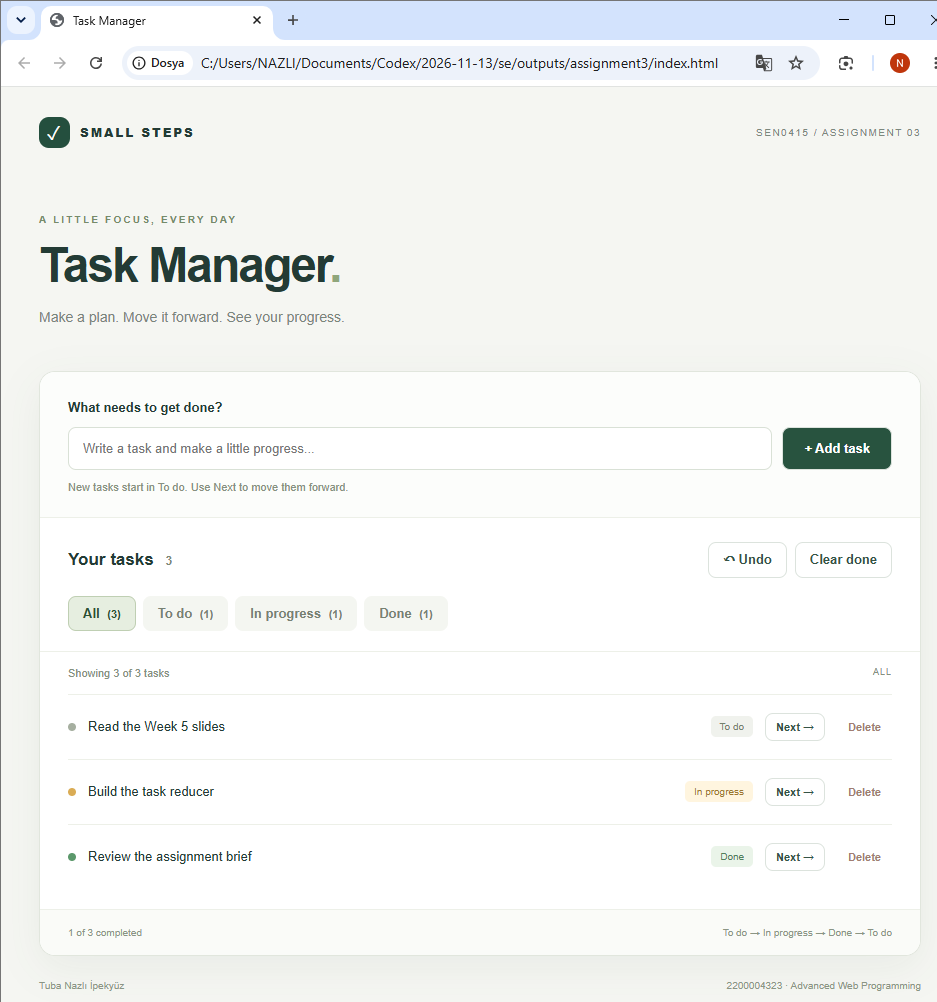 Task Manager
Dosya C:/Users/NAZLI/Documents/Codex/2026-11-13/se/outputs/assignment3/index.html N
✓ SMALL STEPS SEN0415 / ASSIGNMENT 03
A LITTLE FOCUS, EVERY DAY
Task Manager.
Make a plan. Move it forward. See your progress.
What needs to get done?
Write a task and make a little progress... + Add task
New tasks start in To do. Use Next to move them forward.
Your tasks 3 ↶ Undo Clear done
All (3) To do (1) In progress (1) Done (1)
Showing 3 of 3 tasks ALL
Read the Week 5 slides To do Next → Delete
Build the task reducer In progress Next → Delete
Review the assignment brief Done Next → Delete
1 of 3 completed To do → In progress → Done → To do
Tuba Nazlı İpekyüz 2200004323 · Advanced Web Programming